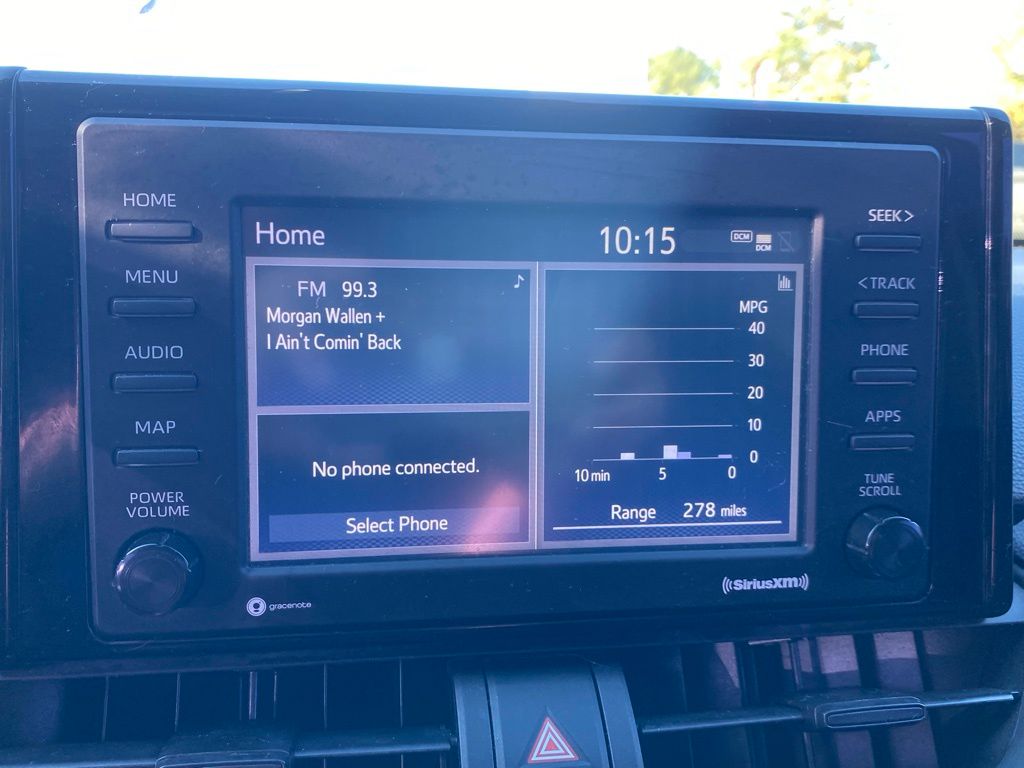 HOME
MENU
AUDIO
MAP
POWER
VOLUME
Home
10:15
DCM
DCM
FM 99.3
Morgan Wallen +
I Ain't Comin' Back
No phone connected.
Select Phone
MPG
40
30
20
10
0
10 min 5 0
Range 278 miles
SEEK >
< TRACK
PHONE
APPS
TUNE
SCROLL
gracenote
((SiriusXM))